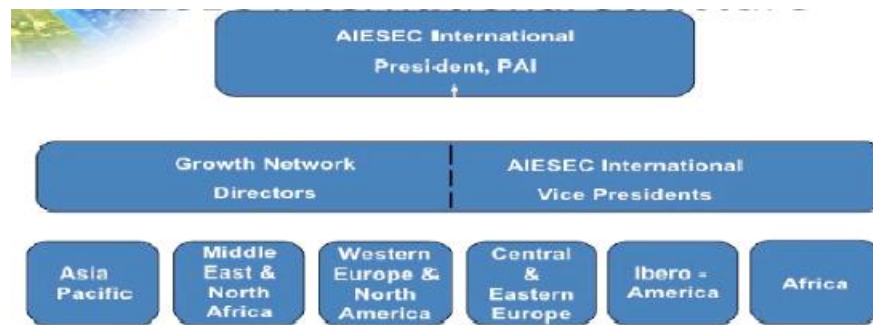 AIESEC International
President, PAI
Growth Network
Directors
AIESEC International
Vice Presidents
Asia
Pacific
Middle
East &
North
Africa
Western
Europe &
North
America
Central
&
Eastern
Europe
Ibero -
America
Africa